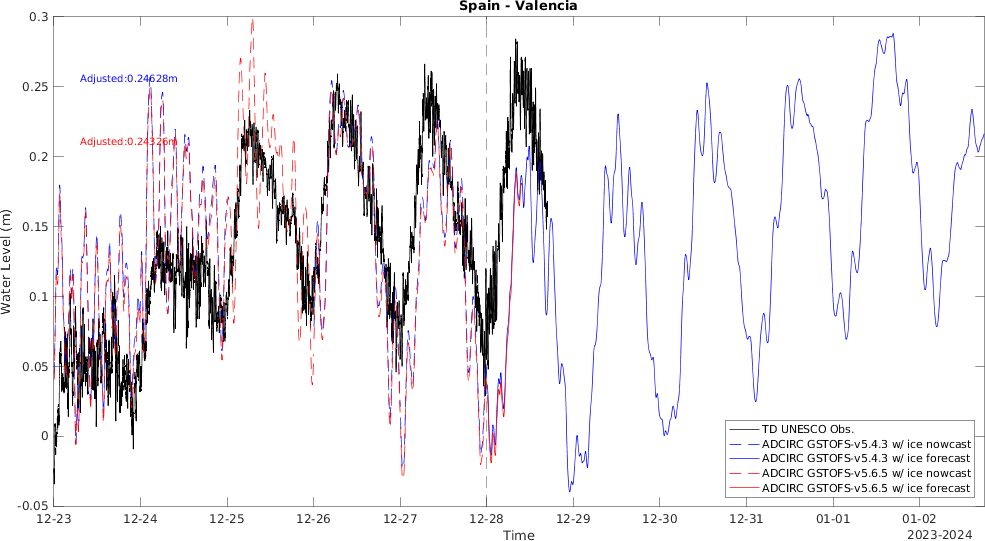 Spain - Valencia
0.3
0.25
0.2
0.15
0.1
0.05
0
-0.05
Water Level (m)
Adjusted:0.24628m
Adjusted:0.24326m
TD UNESCO Obs.
ADCIRC GSTOFS-v5.4.3 w/ ice nowcast
ADCIRC GSTOFS-v5.4.3 w/ ice forecast
ADCIRC GSTOFS-v5.6.5 w/ ice nowcast
ADCIRC GSTOFS-v5.6.5 w/ ice forecast
12-23 12-24 12-25 12-26 12-27 12-28 12-29 12-30 12-31 01-01 01-02
Time
2023-2024